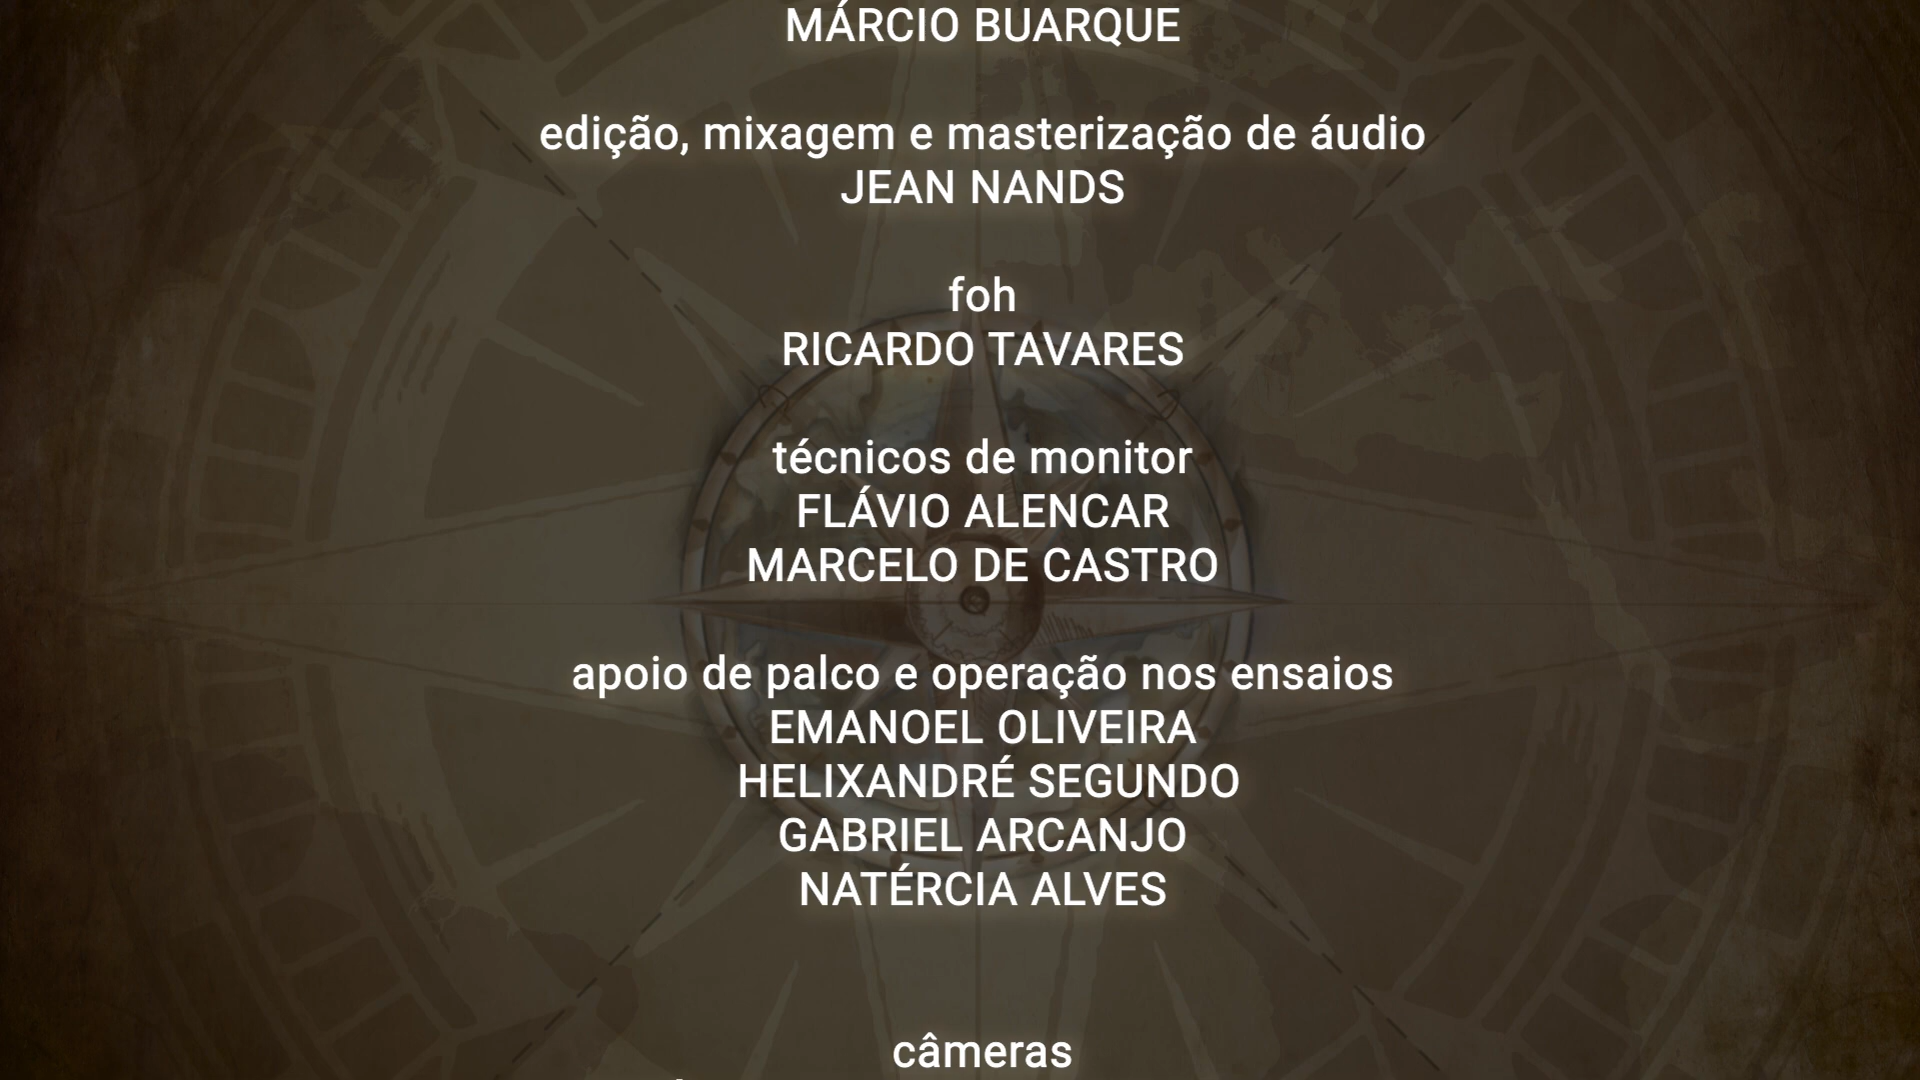 MÁRCIO BUARQUE
edição, mixagem e masterização de áudio
JEAN NANDS
foh
RICARDO TAVARES
técnicos de monitor
FLÁVIO ALENCAR
MARCELO DE CASTRO
apoio de palco e operação nos ensaios
EMANOEL OLIVEIRA
HELIXANDRÉ SEGUNDO
GABRIEL ARCANJO
NATÉRCIA ALVES
câmeras